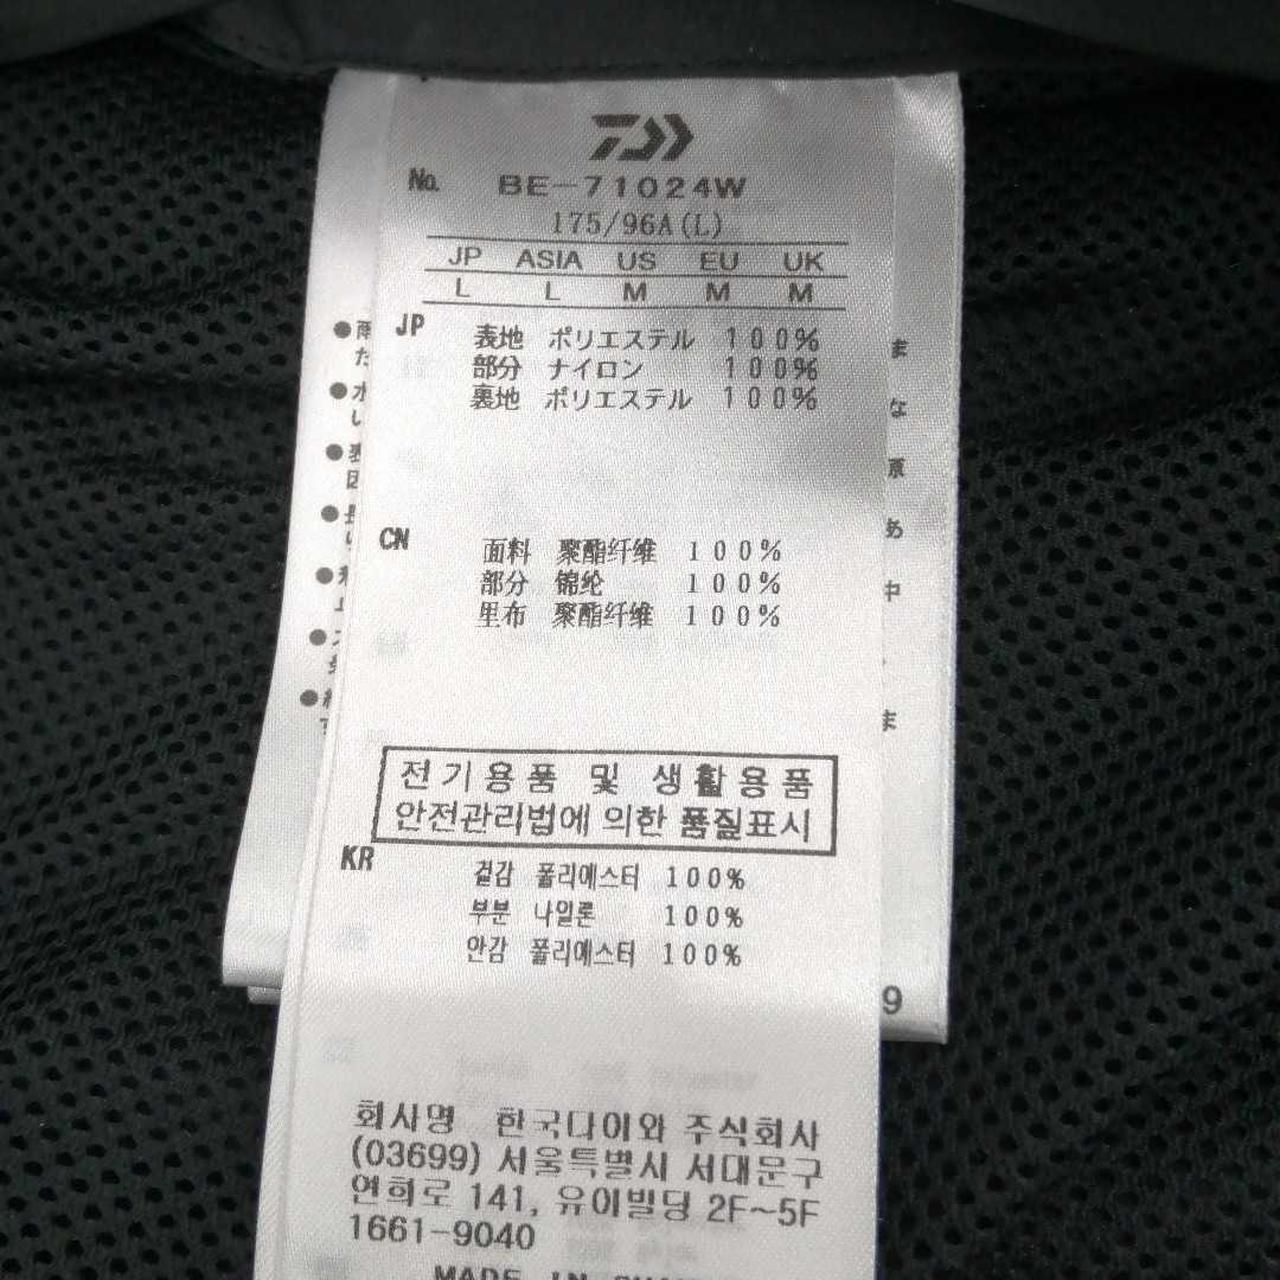 No. BE-71024W
175/96A(L)
JP ASIA US EU UK
L L M M M
JP 表地 ポリエステル 100%
部分 ナイロン 100%
裏地 ポリエステル 100%
CN 面料 聚酯纤维 100%
部分 锦纶 100%
里布 聚酯纤维 100%
전기용품 및 생활용품
안전관리법에 의한 품질표시
KR 겉감 폴리에스터 100%
부분 나일론 100%
안감 폴리에스터 100%
회사명 한국다이와 주식회사
(03699) 서울특별시 서대문구
연희로 141, 유이빌딩 2F~5F
1661-9040
MADE IN
9